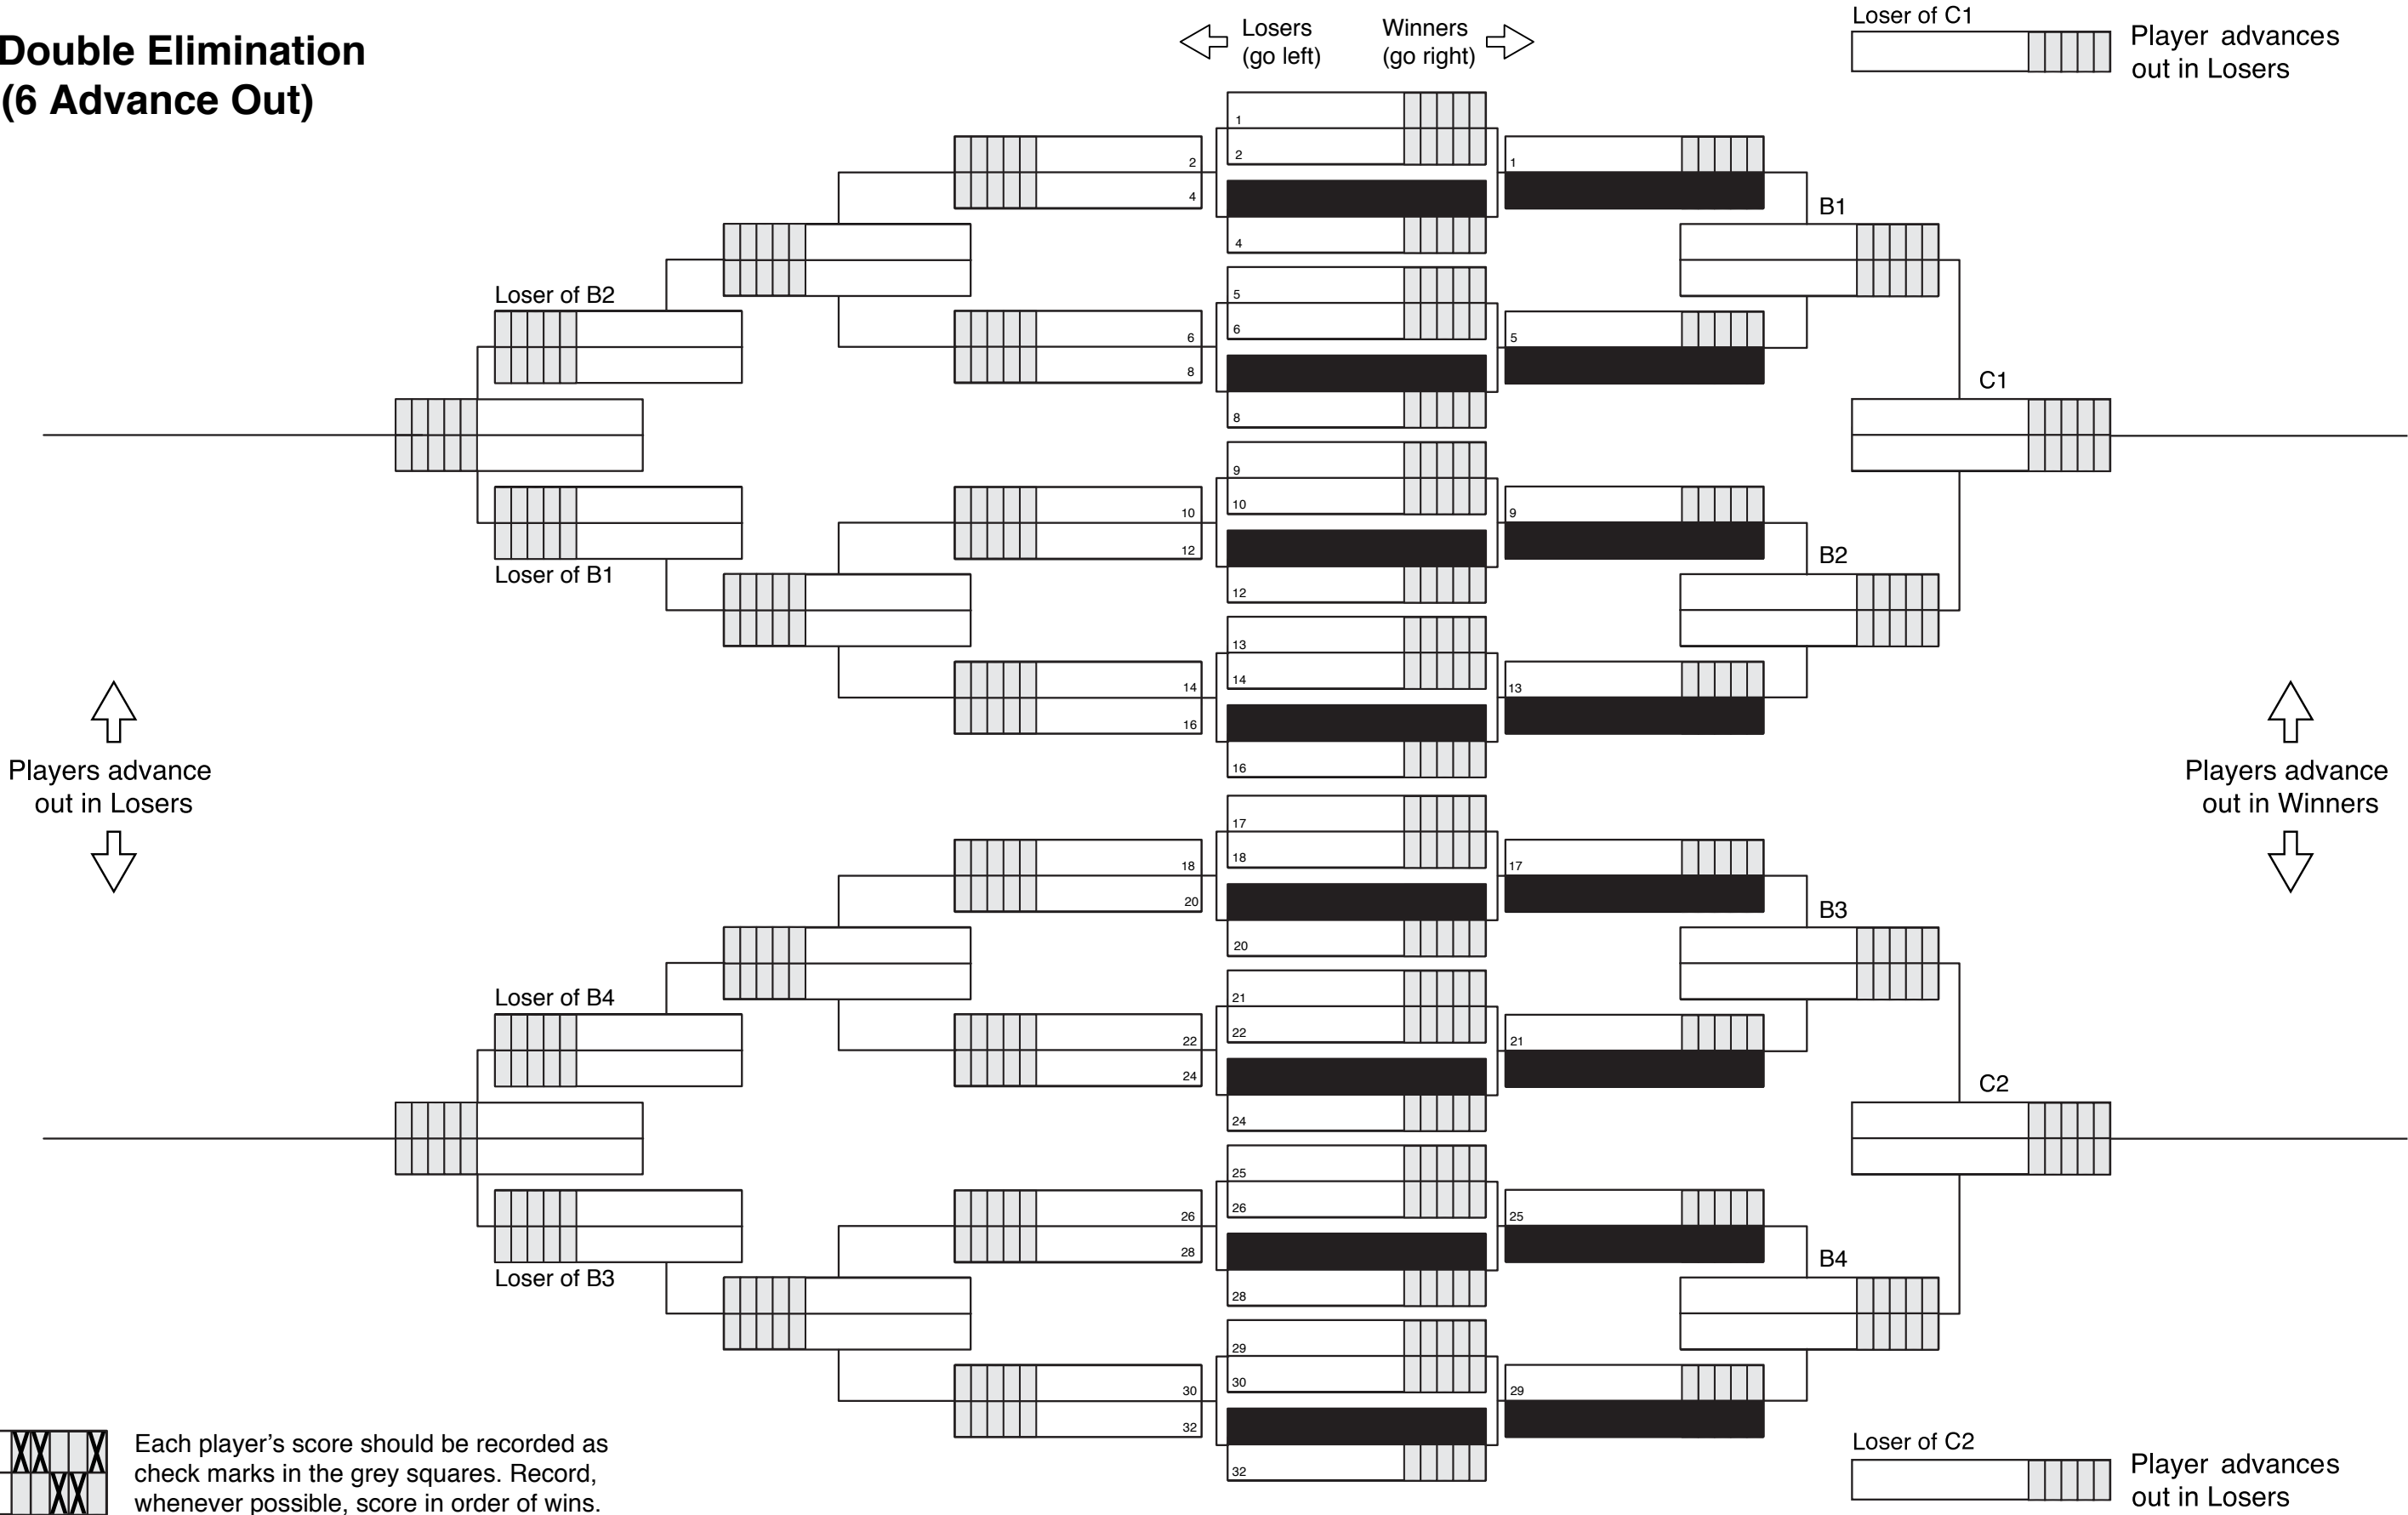 Double Elimination
(6 Advance Out)
Losers
(go left)
Winners
(go right)
Loser of C1
Player advances
out in Losers
1
2
4
5
6
8
9
10
12
13
14
16
17
18
20
21
22
24
25
26
28
29
30
32
2
4
6
8
10
12
14
16
18
20
22
24
26
28
30
32
1
5
9
13
17
21
25
29
B1
B2
B3
B4
C1
C2
Loser of B2
Loser of B1
Loser of B4
Loser of B3
Players advance
out in Losers
Players advance
out in Winners
X X X
X X
Each player’s score should be recorded as
check marks in the grey squares. Record,
whenever possible, score in order of wins.
Loser of C2
Player advances
out in Losers